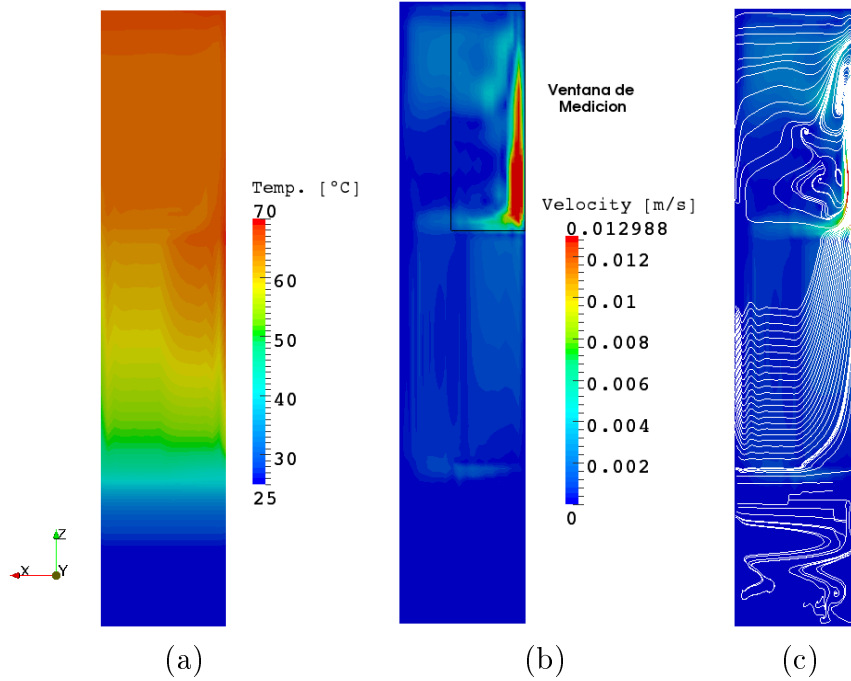 Temp. [°C]
70
60
50
40
30
25
Z
X
Y
(a)
Ventana de
Medicion
Velocity [m/s]
0.012988
0.012
0.01
0.008
0.006
0.004
0.002
0
(b)
(c)